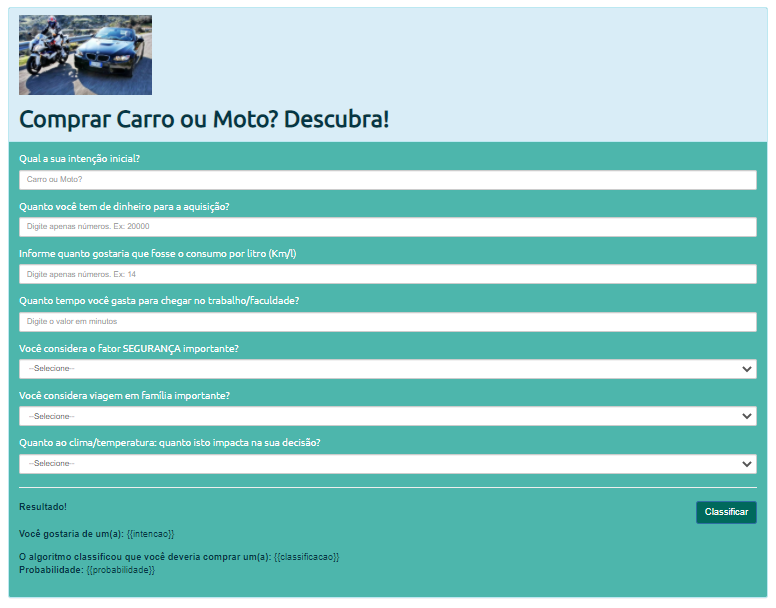 Comprar Carro ou Moto? Descubra!
Qual a sua intenção inicial?
Carro ou Moto?
Quanto você tem de dinheiro para a aquisição?
Digite apenas números. Ex: 20000
Informe quanto gostaria que fosse o consumo por litro (Km/l)
Digite apenas números. Ex: 14
Quanto tempo você gasta para chegar no trabalho/faculdade?
Digite o valor em minutos
Você considera o fator SEGURANÇA importante?
--Selecione--
Você considera viagem em família importante?
--Selecione--
Quanto ao clima/temperatura: quanto isto impacta na sua decisão?
--Selecione--
Resultado!
Classificar
Você gostaria de um(a): {{intencao}}
O algoritmo classificou que você deveria comprar um(a): {{classificacao}}
Probabilidade: {{probabilidade}}